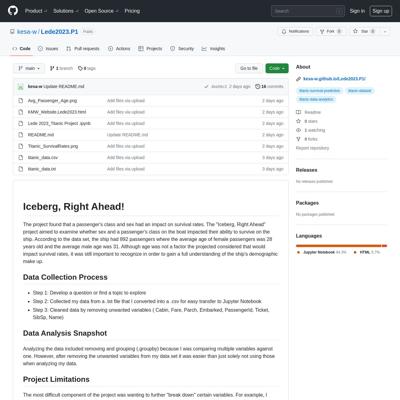 Product
Solutions
Open Source
Pricing
Search
Sign in
Sign up
kesa-w / Lede2023.P1
Public
Notifications
Fork 0
Star 0
Code
Issues
Pull requests
Actions
Projects
Security
Insights
main
1 branch
0 tags
Go to file
Code
kesa-w Update README.md
2 days ago
16 commits
Avg_Passenger_Age.png
Add files via upload
2 days ago
KMW_Website.Lede2023.html
Add files via upload
2 days ago
Lede 2023_Titanic Project .ipynb
Add files via upload
2 days ago
README.md
Update README.md
2 days ago
Titanic_SurvivalRates.png
Add files via upload
2 days ago
titanic_data.csv
Add files via upload
3 days ago
titanic_data.txt
Add files via upload
3 days ago
Iceberg, Right Ahead!
The project found that a passenger's class and sex had an impact on survival rates. The "Iceberg, Right Ahead"
project aimed to examine whether sex and a passenger's class on the boat impacted their ability to survive on the
ship. According to the data set, the ship had 892 passengers where the average age of female passengers was 28
years old and the average male age was 31. Although age was not a factor the projected considered that would
impact survival rates, it was still important to recognize in order to gain a full understanding of the ship's demographic
make up.
Data Collection Process
Step 1: Develop a question or find a topic to explore
Step 2: Collected my data from a .txt file that I converted into a .csv for easy transfer to Jupyter Notebook
Step 3: Cleaned data by removing unwanted variables ( Cabin, Fare, Parch, Embarked, PassengerId, Ticket,
SibSp, Name)
Data Analysis Snapshot
Analyzing the data included removing and grouping (.groupby) because I was comparing multiple variables against
one. However, after removing the unwanted variables from my data set it was easier than just solely not using those
when analyzing my data.
Project Limitations
The most difficult component of the project was wanting to further "break down" certain variables. For example, I
About
kesa-w.github.io/Lede2023.P1/
titanic-survival-prediction
titanic-dataset
titanic-data-analytics
Readme
0 stars
1 watching
0 forks
Report repository
Releases
No releases published
Packages
No packages published
Languages
Jupyter Notebook
HTML